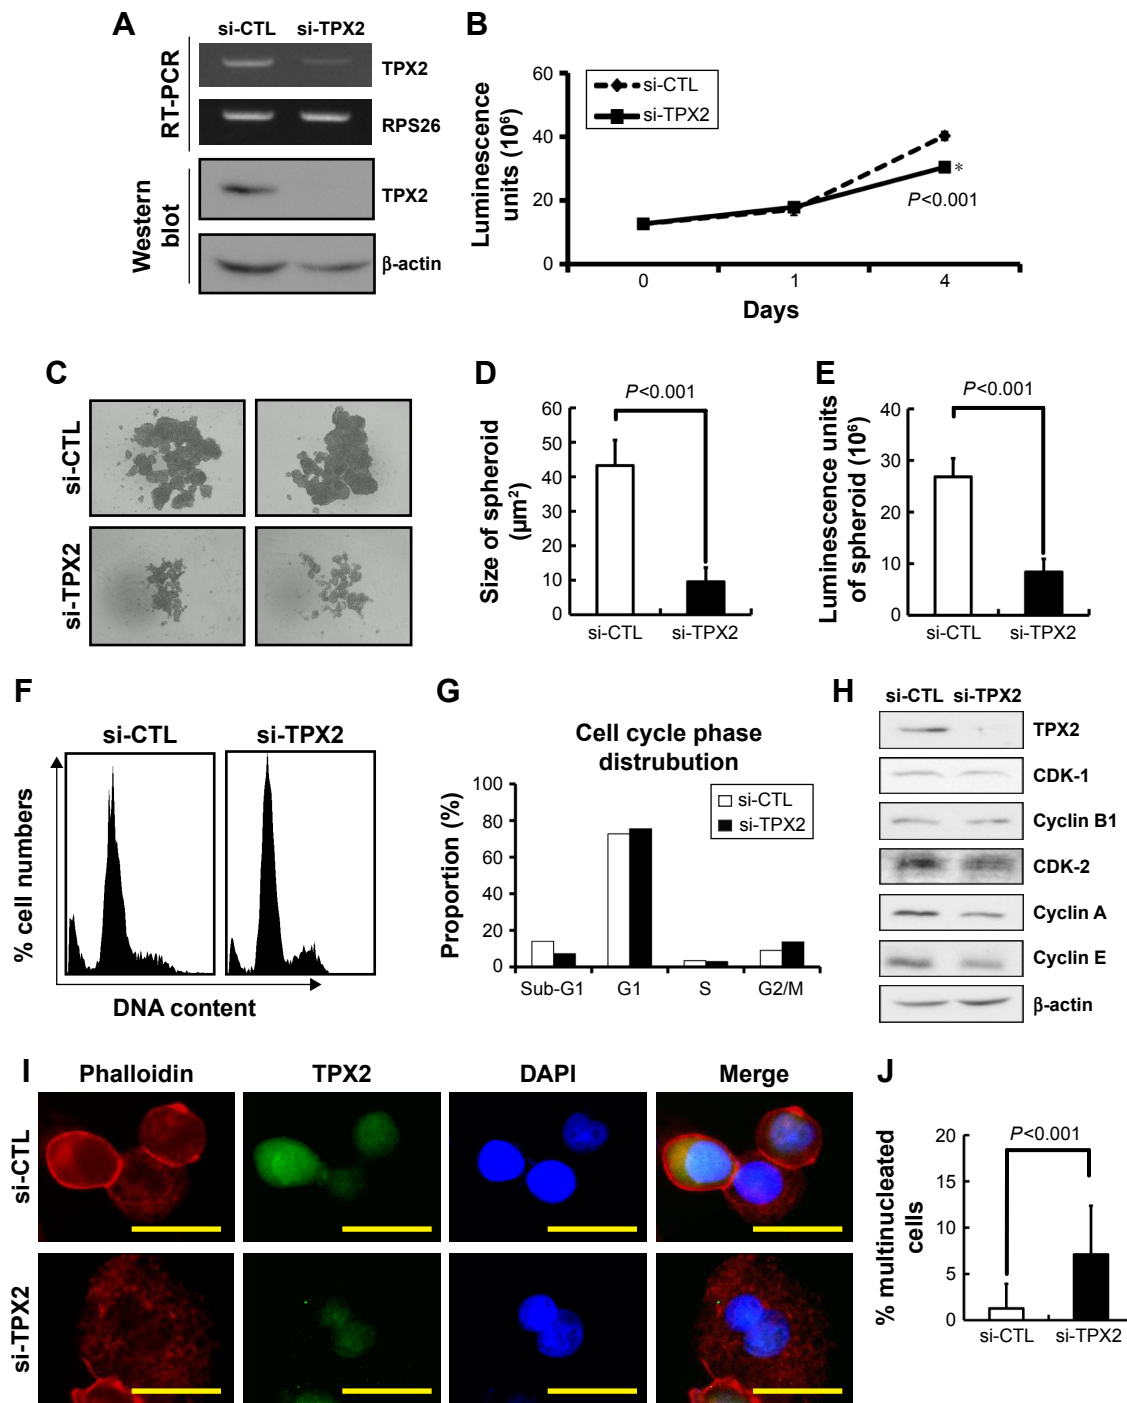 A
si-CTL si-TPX2
RT-PCR
TPX2
RPS26
Western
blot
TPX2
β-actin
B
Luminescence
units (10⁶)
60
40
20
0
si-CTL
si-TPX2
*
P<0.001
0 1 4
Days
C
si-CTL
si-TPX2
D
Size of spheroid
(μm²)
P<0.001
60
50
40
30
20
10
0
si-CTL si-TPX2
E
Luminescence units
of spheroid (10⁶)
P<0.001
40
30
20
10
0
si-CTL si-TPX2
F
si-CTL si-TPX2
% cell numbers
DNA content
G
Cell cycle phase
distrubution
Proportion (%)
100
80
60
40
20
0
si-CTL
si-TPX2
Sub-G1 G1 S G2/M
H
si-CTL si-TPX2
TPX2
CDK-1
Cyclin B1
CDK-2
Cyclin A
Cyclin E
β-actin
I
Phalloidin TPX2 DAPI Merge
si-CTL
si-TPX2
J
% multinucleated
cells
P<0.001
20
15
10
5
0
si-CTL si-TPX2